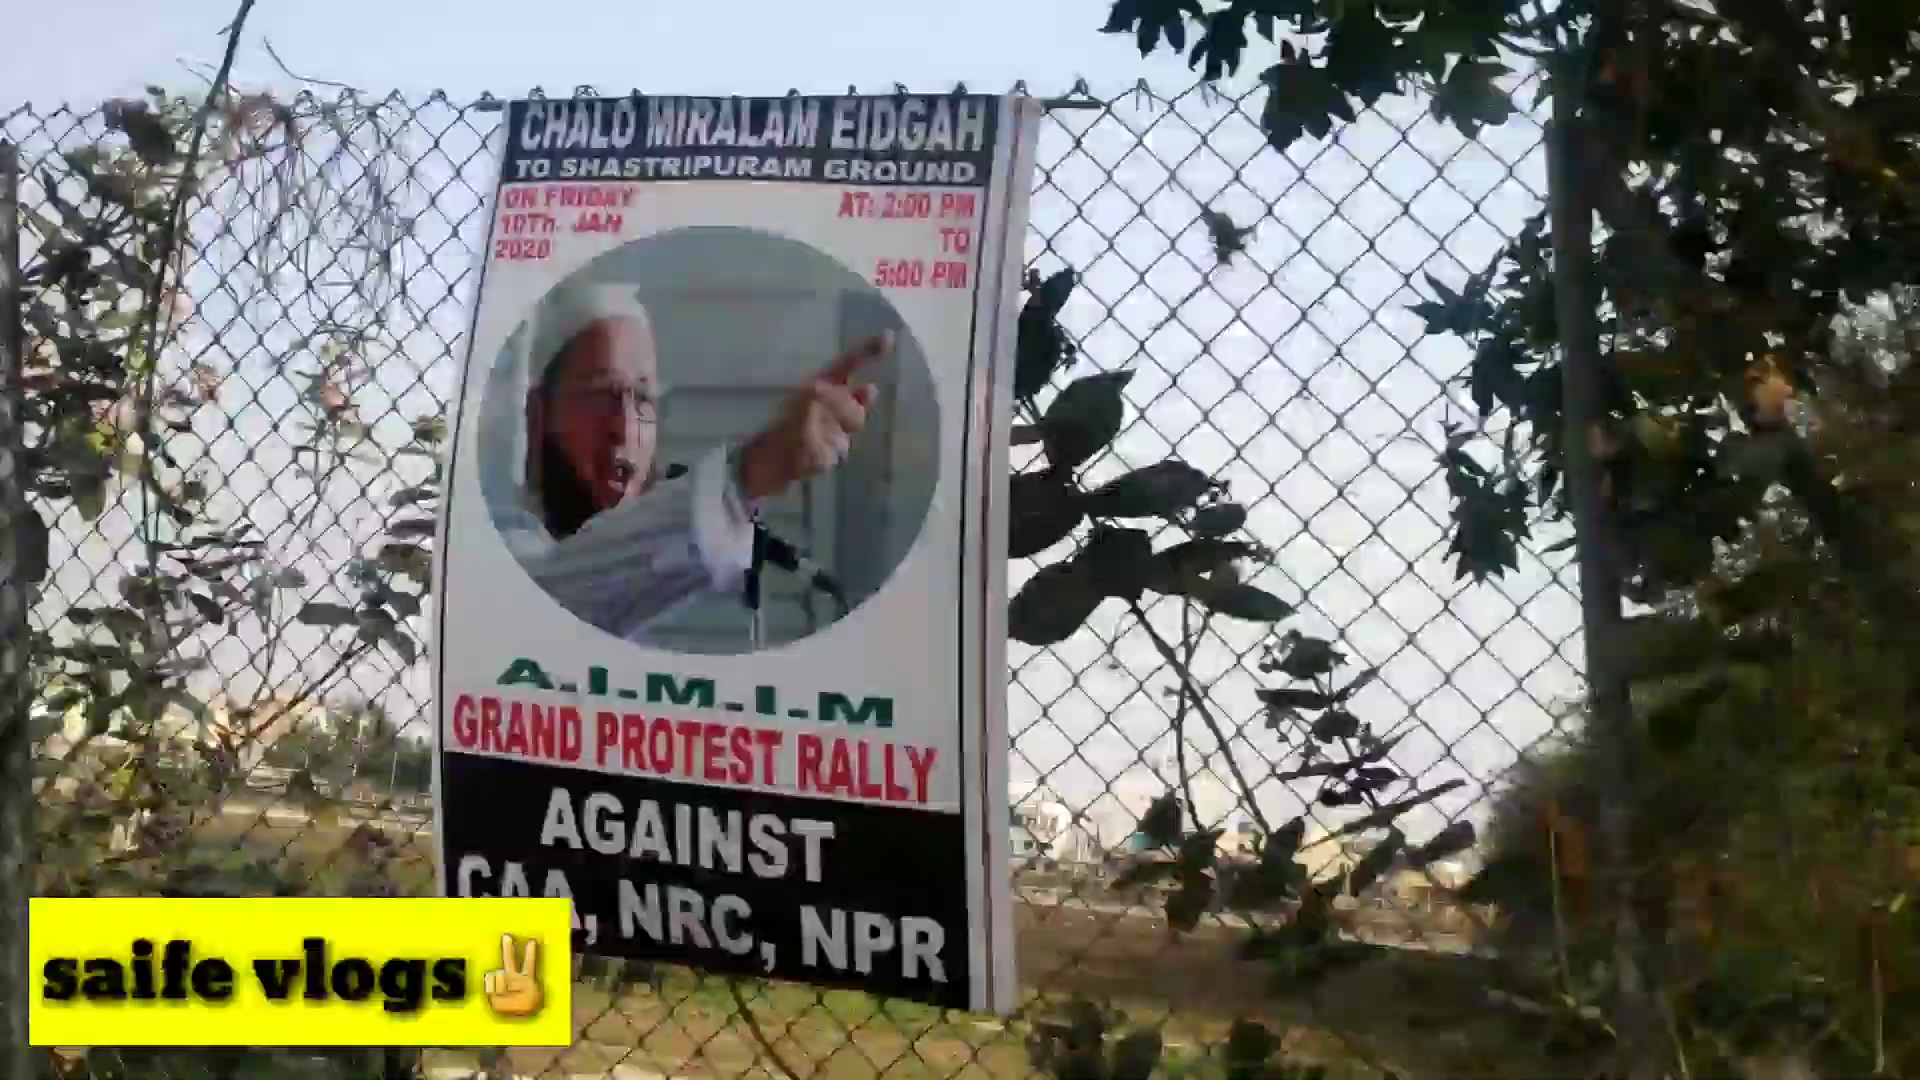 CHALO MIRALAM EIDGAH
TO SHASTRIPURAM GROUND
ON FRIDAY
10Th. JAN
2020
AT: 2:00 PM
TO
5:00 PM
A.I.M.I.M
GRAND PROTEST RALLY
AGAINST
CAA, NRC, NPR
saife vlogs✌